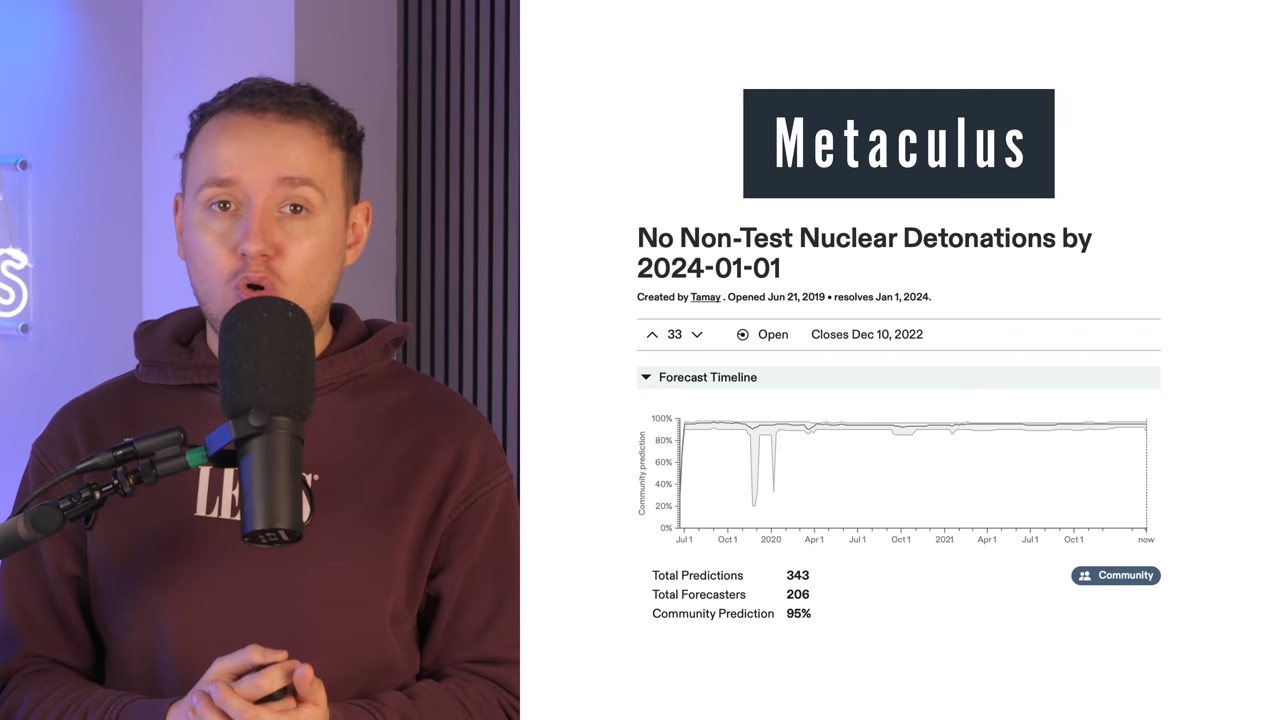 S
LE S
Metaculus
No Non-Test Nuclear Detonations by
2024-01-01
Created by Tamay . Opened Jun 21, 2019 • resolves Jan 1, 2024.
33 Open Closes Dec 10, 2022
Forecast Timeline
Community prediction
100%
80%
60%
40%
20%
0%
Jul 1 Oct 1 2020 Apr 1 Jul 1 Oct 1 2021 Apr 1 Jul 1 Oct 1 now
Total Predictions 343
Community
Total Forecasters 206
Community Prediction 95%